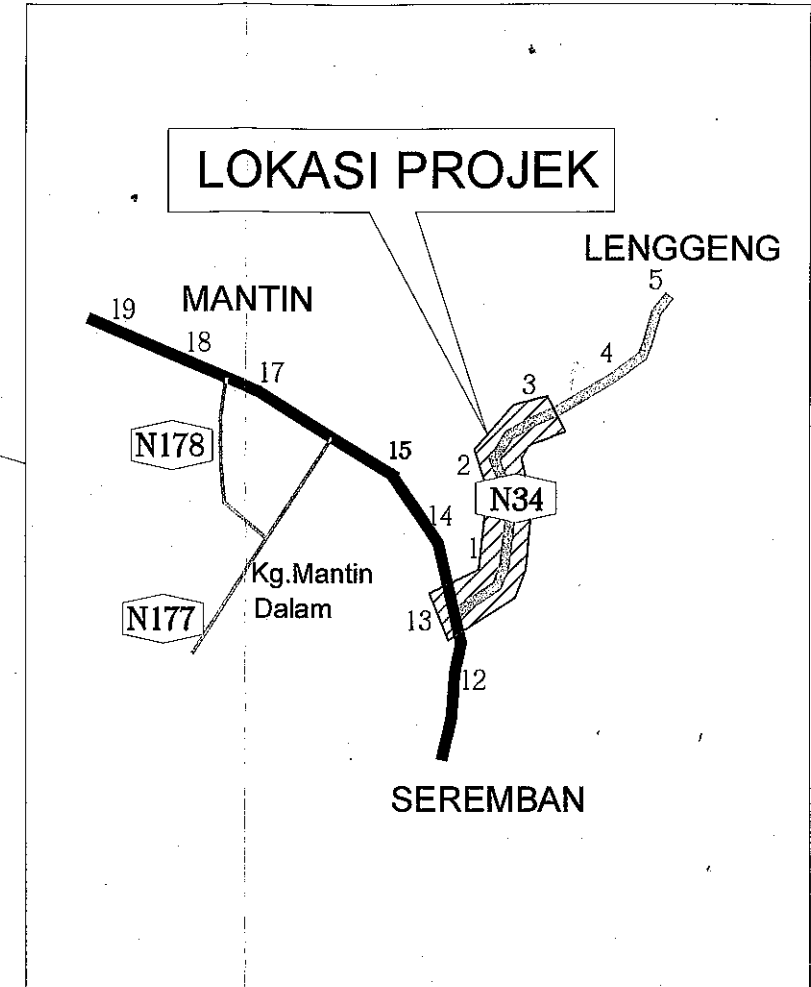 LOKASI PROJEK
LENGGENG
5
MANTIN
19
18
17
4
3
N178
15
2
N34
14
1
Kg.Mantin
Dalam
N177
13
12
SEREMBAN